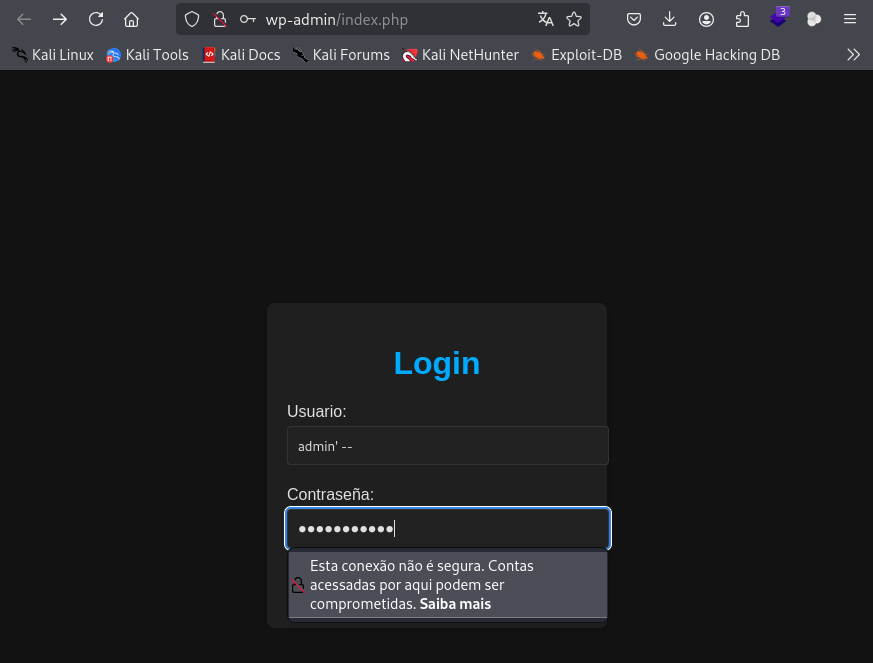 wp-admin/index.php
3
Kali Linux Kali Tools Kali Docs Kali Forums Kali NetHunter Exploit-DB Google Hacking DB
Login
Usuario:
admin' --
Contraseña:
•••••••••••
Esta conexão não é segura. Contas
acessadas por aqui podem ser
comprometidas. Saiba mais